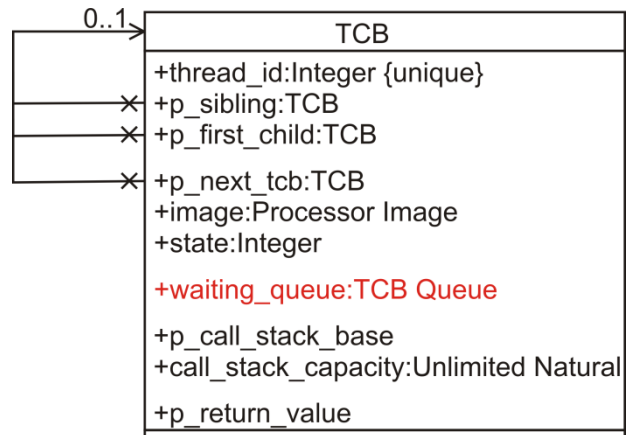 0..1
TCB
+thread_id:Integer {unique}
+p_sibling:TCB
+p_first_child:TCB
+p_next_tcb:TCB
+image:Processor Image
+state:Integer
+waiting_queue:TCB Queue
+p_call_stack_base
+call_stack_capacity:Unlimited Natural
+p_return_value